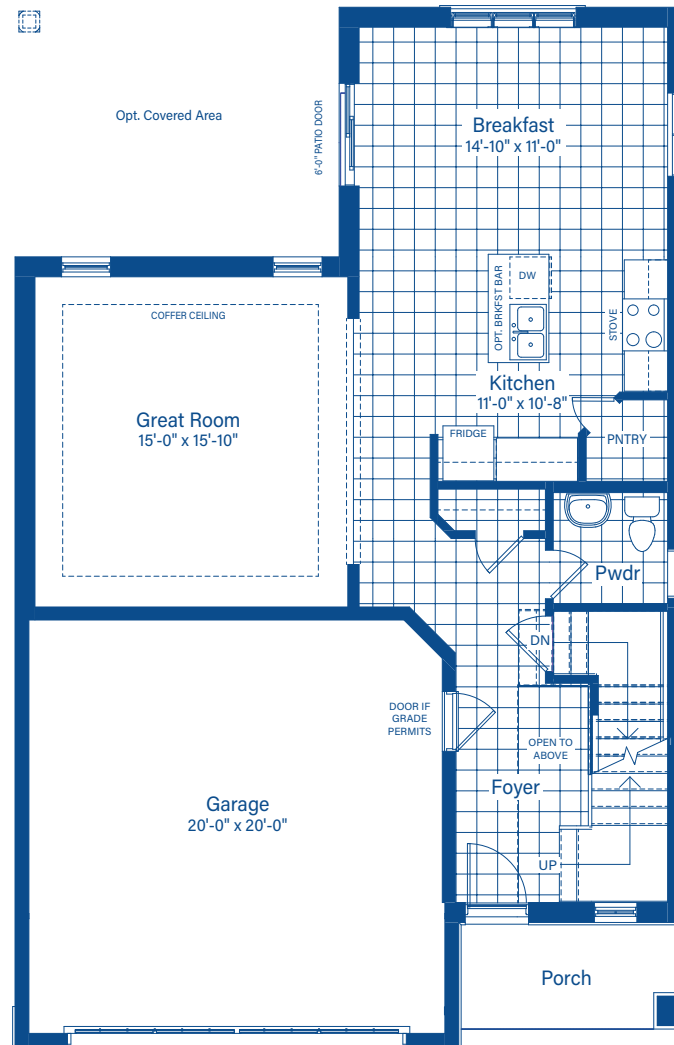 Opt. Covered Area
6'-0" PATIO DOOR
Breakfast
14'-10" x 11'-0"
DW
OPT. BRKFST BAR
STOVE
COFFER CEILING
Kitchen
11'-0" x 10'-8"
Great Room
15'-0" x 15'-10"
FRIDGE
PNTRY
Pwdr
DN
DOOR IF
GRADE
PERMITS
OPEN TO
ABOVE
Foyer
Garage
20'-0" x 20'-0"
UP
Porch